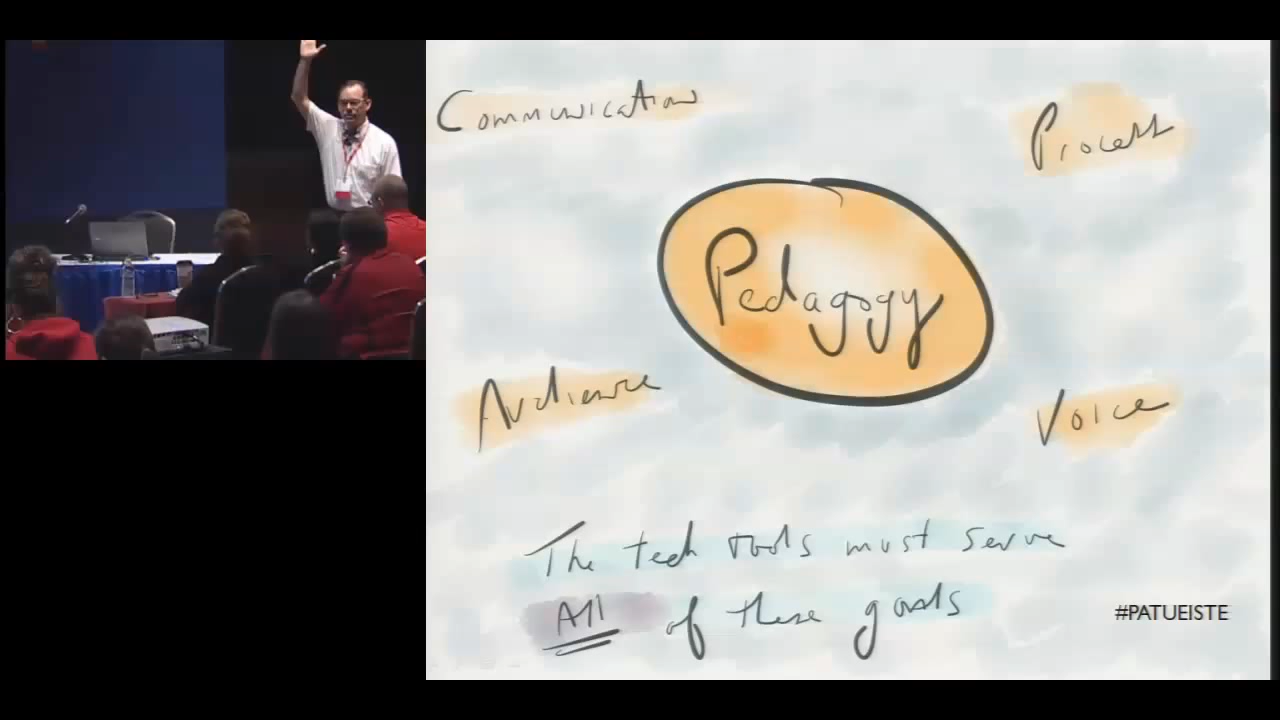 Communication
Process
Pedagogy
Audience
Voice
The tech tools must serve
All of these goals
#PATUEISTE